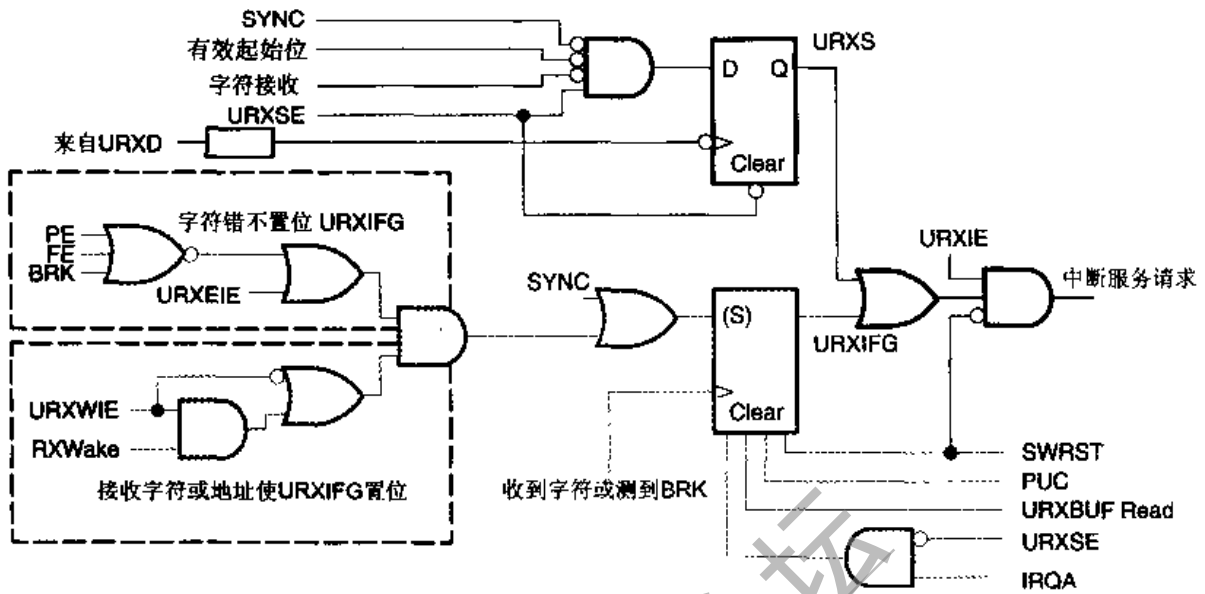 SYNC
有效起始位
字符接收
URXSE
来自URXD
D Q
Clear
URXS
字符错不置位 URXIFG
PE
FE
BRK
URXEIE
SYNC
(S)
Clear
URXIE
中断服务请求
URXIFG
URXWIE
RXWake
接收字符或地址使URXIFG置位
收到字符或测到BRK
SWRST
PUC
URXBUF Read
URXSE
IRQA
坛